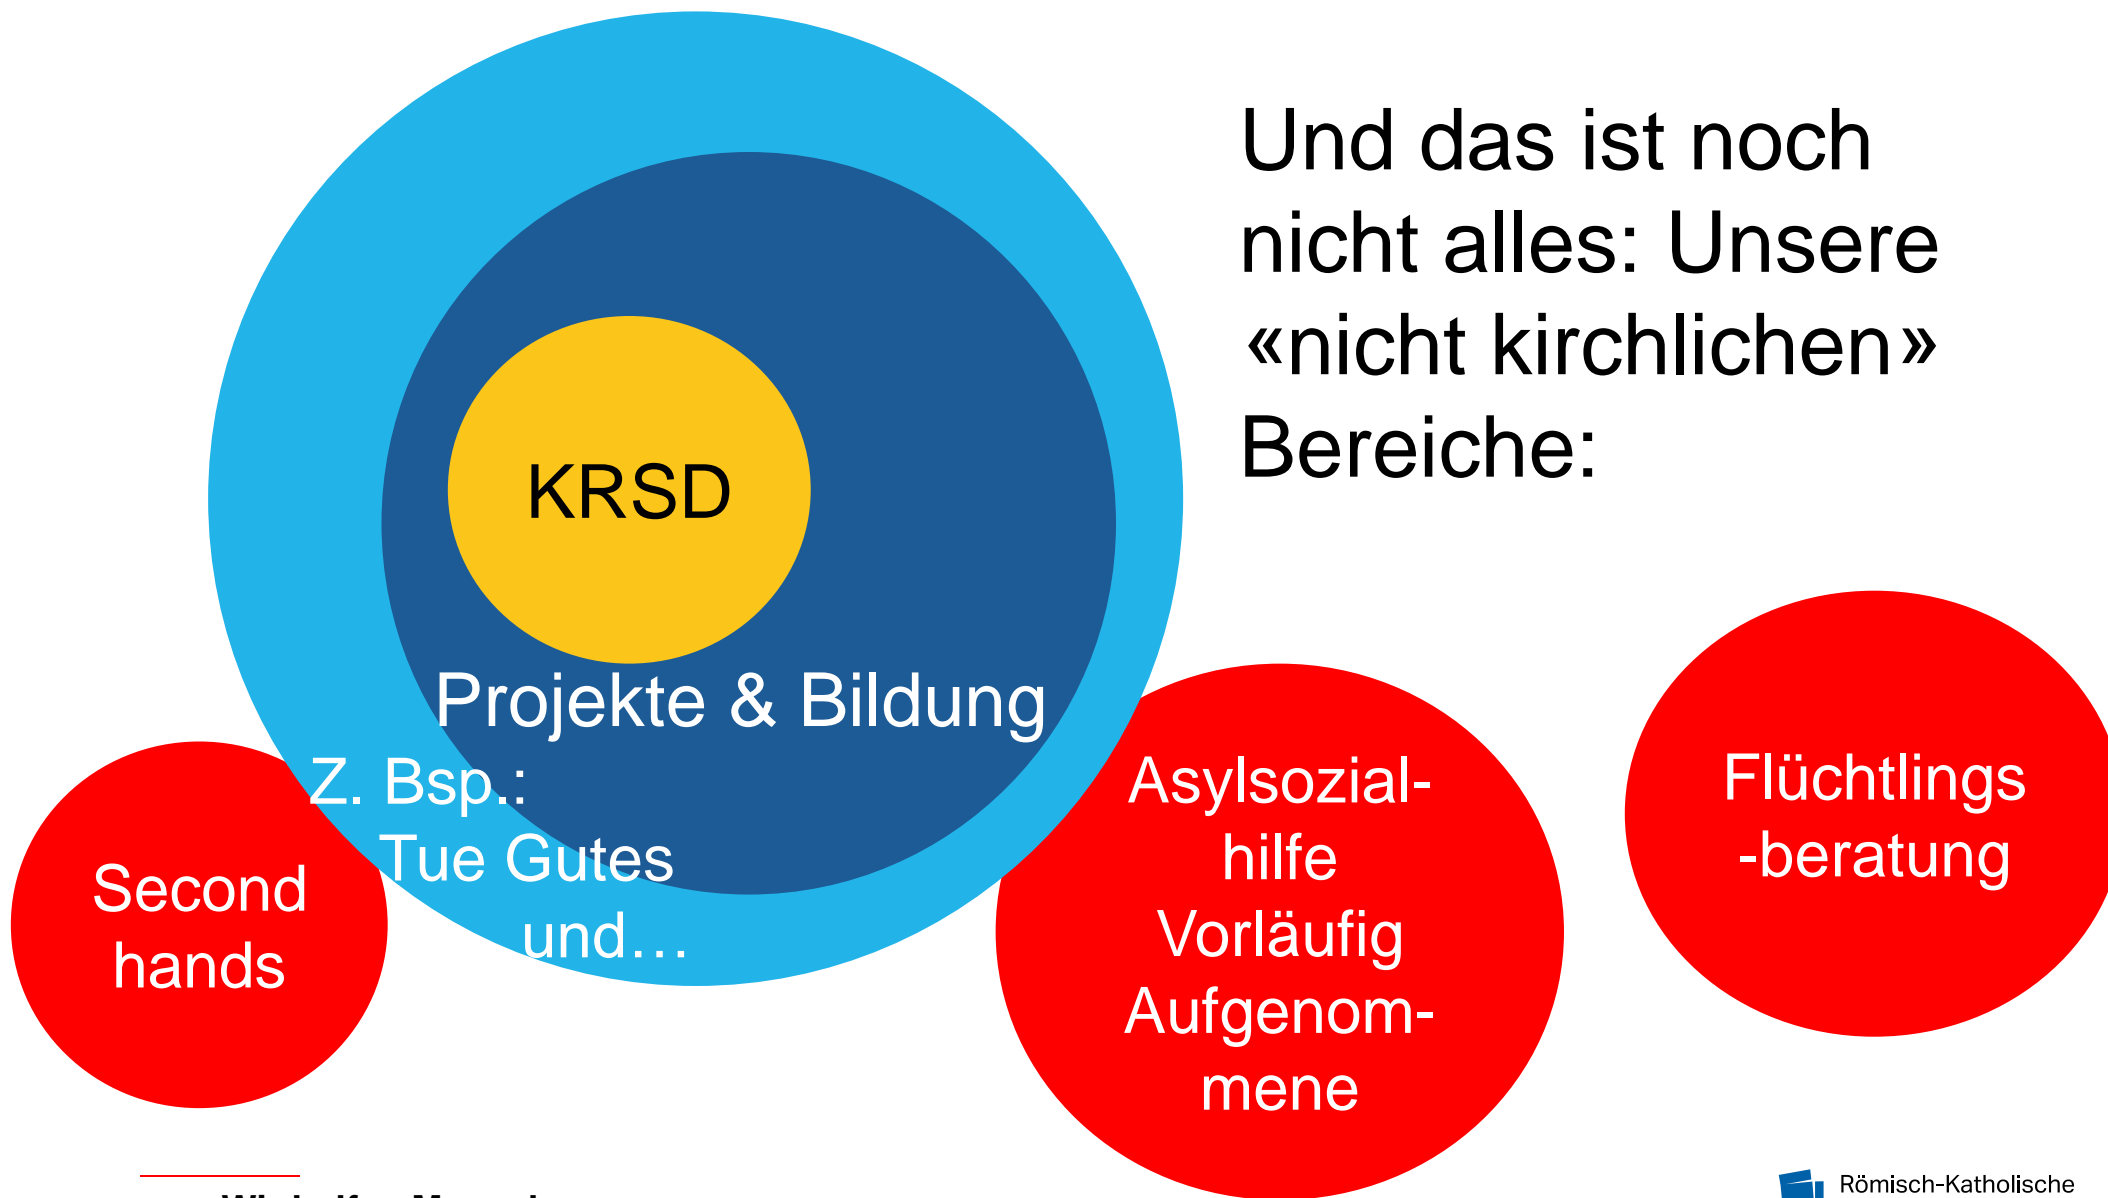 Und das ist noch
nicht alles: Unsere
«nicht kirchlichen»
Bereiche:
KRSD
Projekte & Bildung
Z. Bsp.:
Tue Gutes
und…
Second
hands
Asylsozial-
hilfe
Vorläufig
Aufgenom-
mene
Flüchtlings
-beratung
Römisch-Katholische